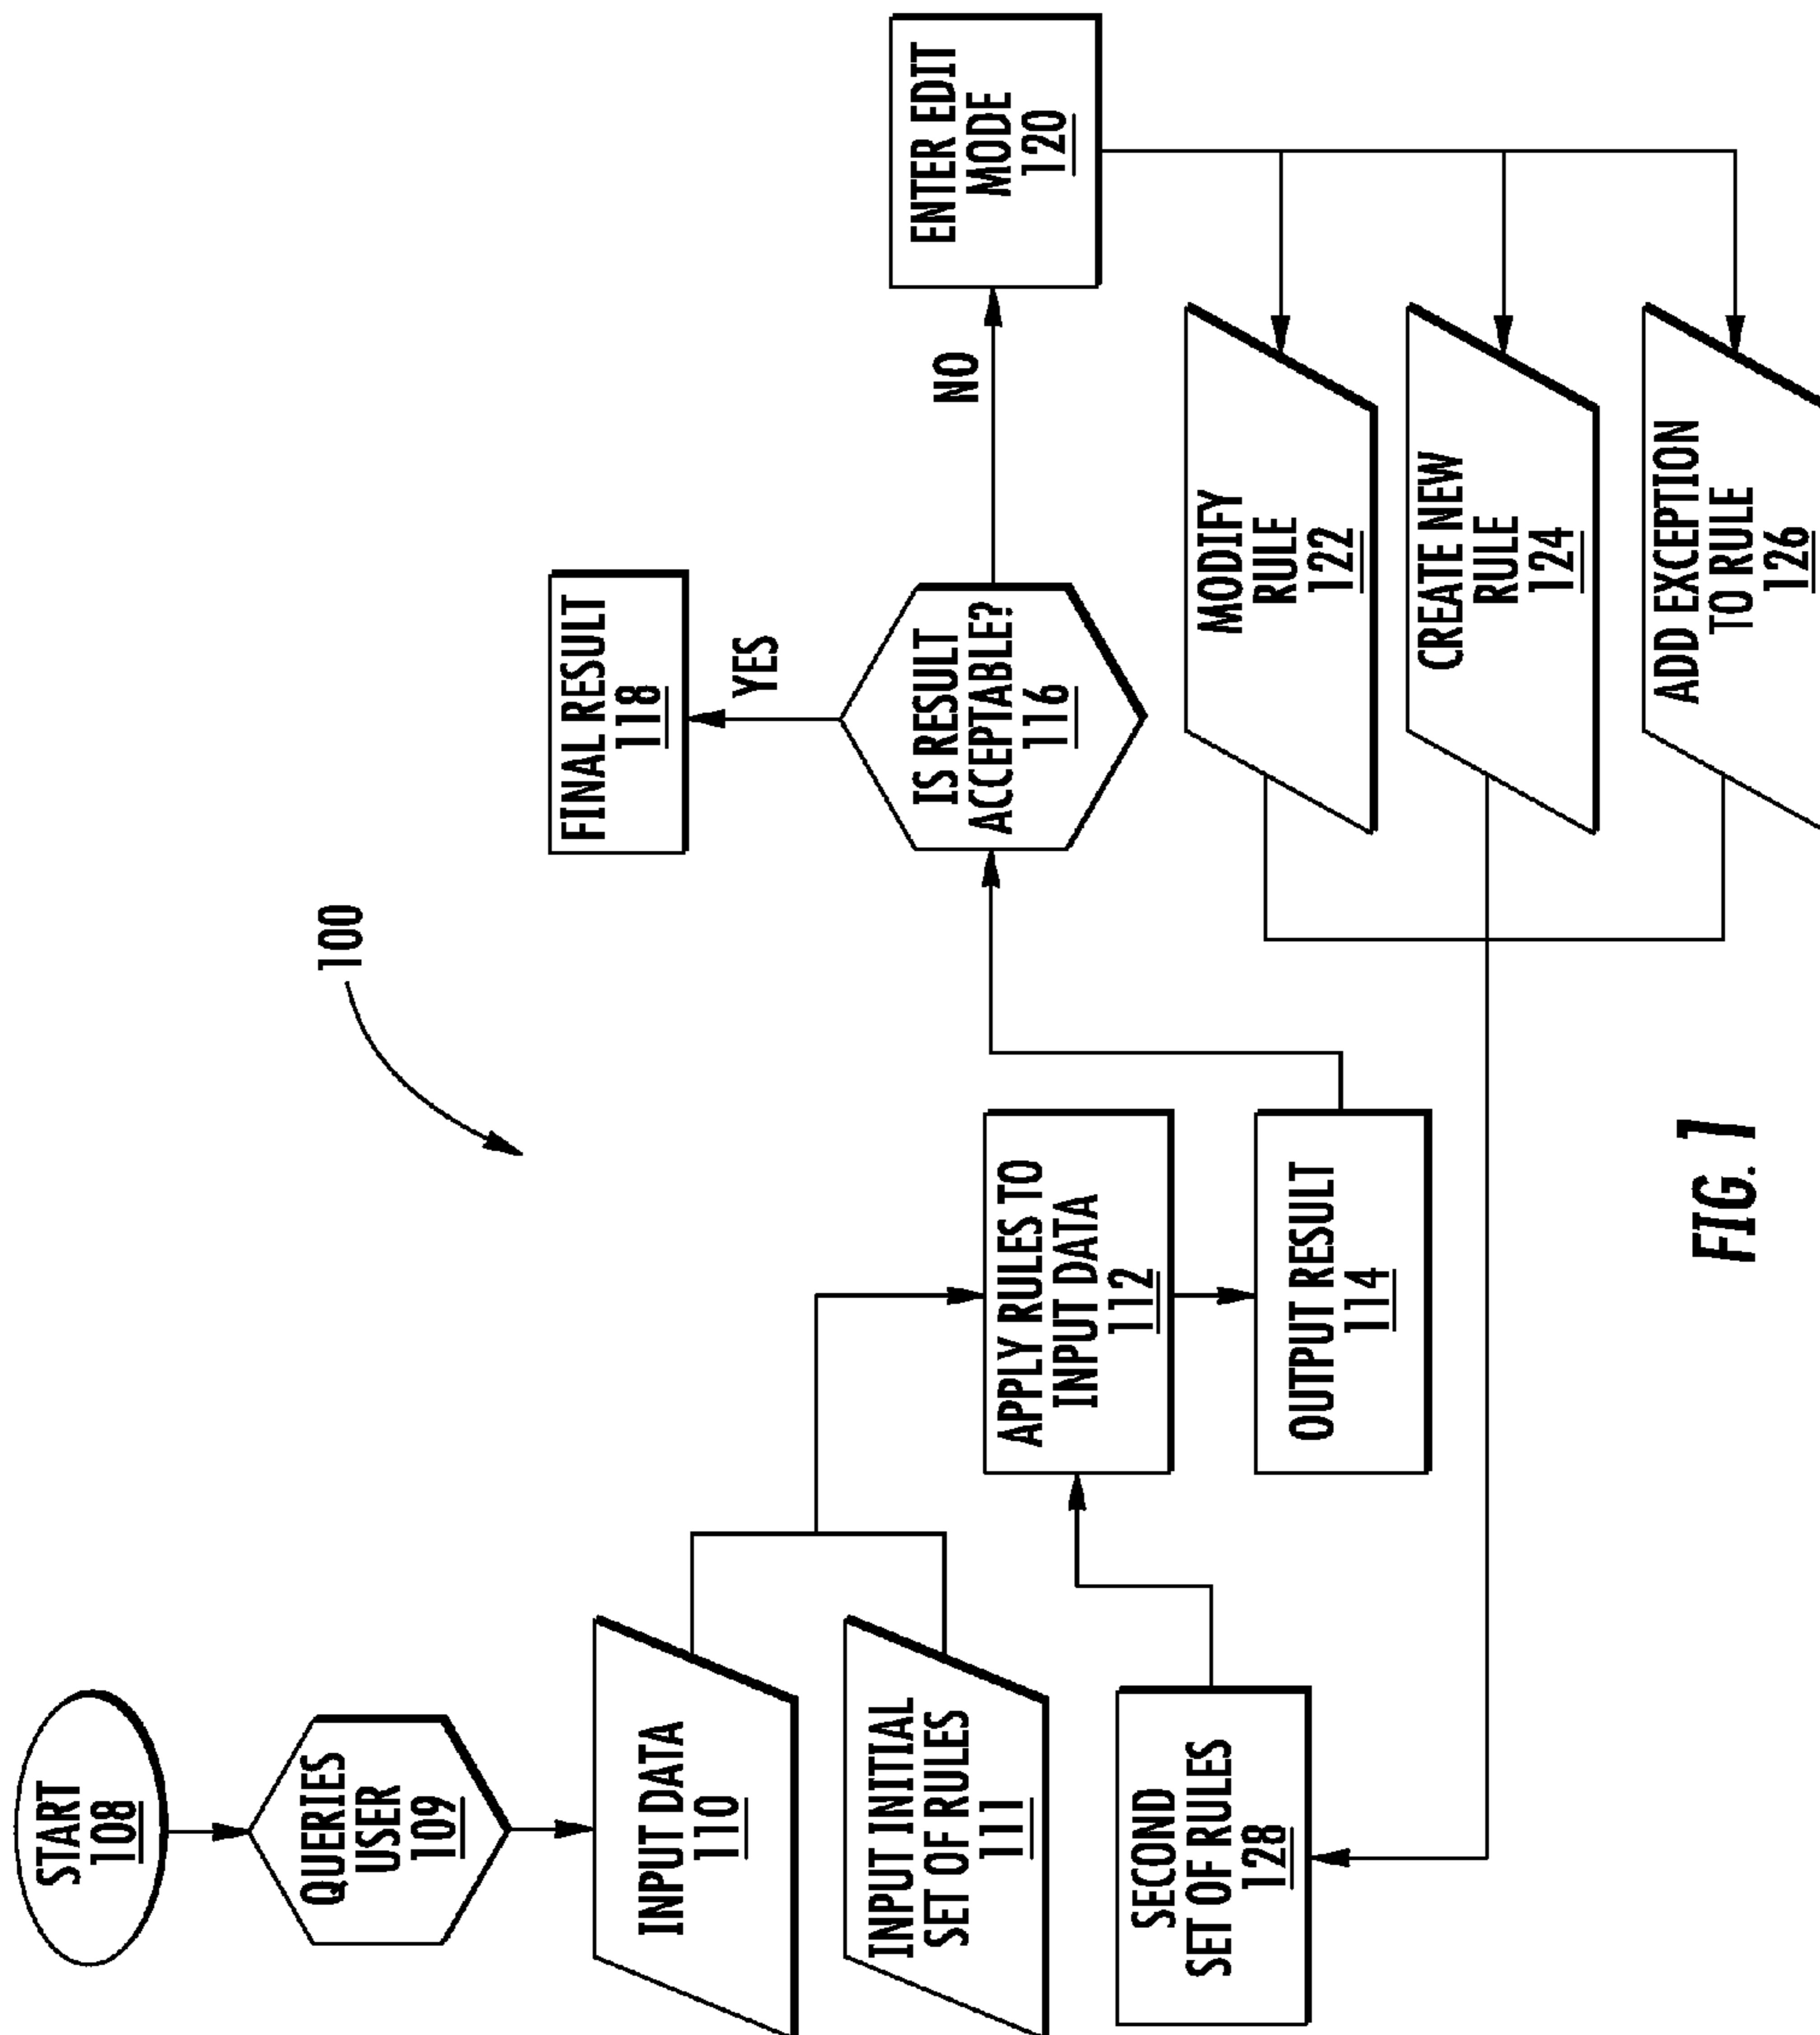 START
108
QUERIES
USER
109
INPUT DATA
110
INPUT INITIAL
SET OF RULES
111
SECOND
SET OF RULES
128
100
APPLY RULES TO
INPUT DATA
112
OUTPUT RESULT
114
FINAL RESULT
118
YES
IS RESULT
ACCEPTABLE?
116
NO
ENTER EDIT
MODE
120
MODIFY
RULE
122
CREATE NEW
RULE
124
ADD EXCEPTION
TO RULE
126
FIG. 1